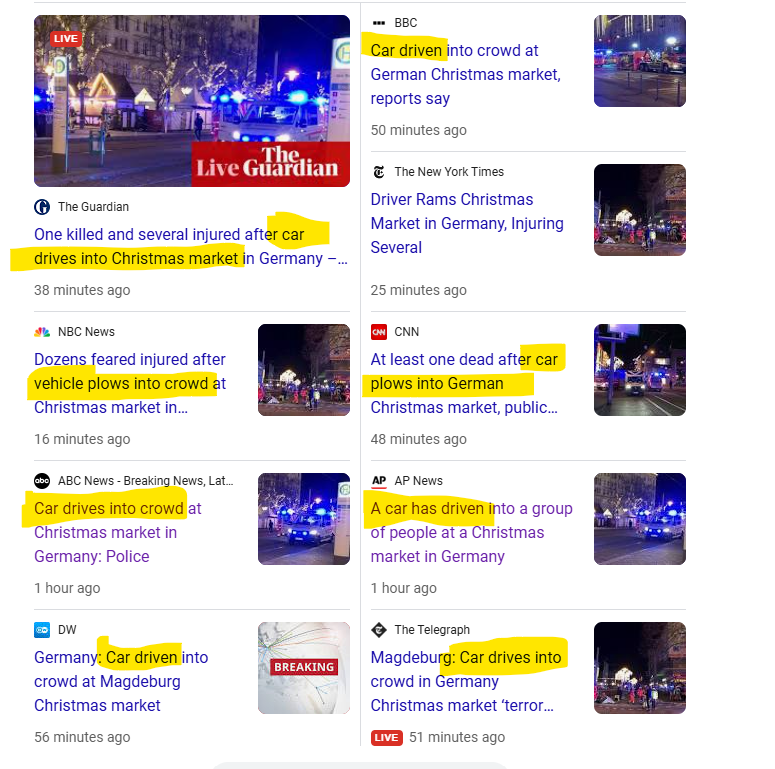 LIVE
The
Live Guardian
The Guardian
One killed and several injured after car
drives into Christmas market in Germany –…
38 minutes ago
BBC
Car driven into crowd at
German Christmas market,
reports say
50 minutes ago
The New York Times
Driver Rams Christmas
Market in Germany, Injuring
Several
25 minutes ago
NBC News
Dozens feared injured after
vehicle plows into crowd at
Christmas market in…
16 minutes ago
CNN
CNN
At least one dead after car
plows into German
Christmas market, public…
48 minutes ago
abc
ABC News - Breaking News, Lat…
Car drives into crowd at
Christmas market in
Germany: Police
1 hour ago
AP
AP News
A car has driven into a group
of people at a Christmas
market in Germany
1 hour ago
DW
Germany: Car driven into
crowd at Magdeburg
Christmas market
56 minutes ago
BREAKING
The Telegraph
Magdeburg: Car drives into
crowd in Germany
Christmas market ‘terror…
LIVE 51 minutes ago